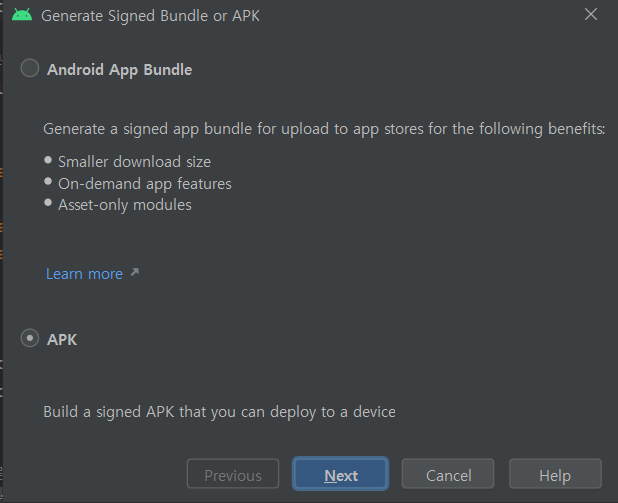 Generate Signed Bundle or APK
Android App Bundle
Generate a signed app bundle for upload to app stores for the following benefits:
Smaller download size
On-demand app features
Asset-only modules
Learn more
APK
Build a signed APK that you can deploy to a device
Previous Next Cancel Help